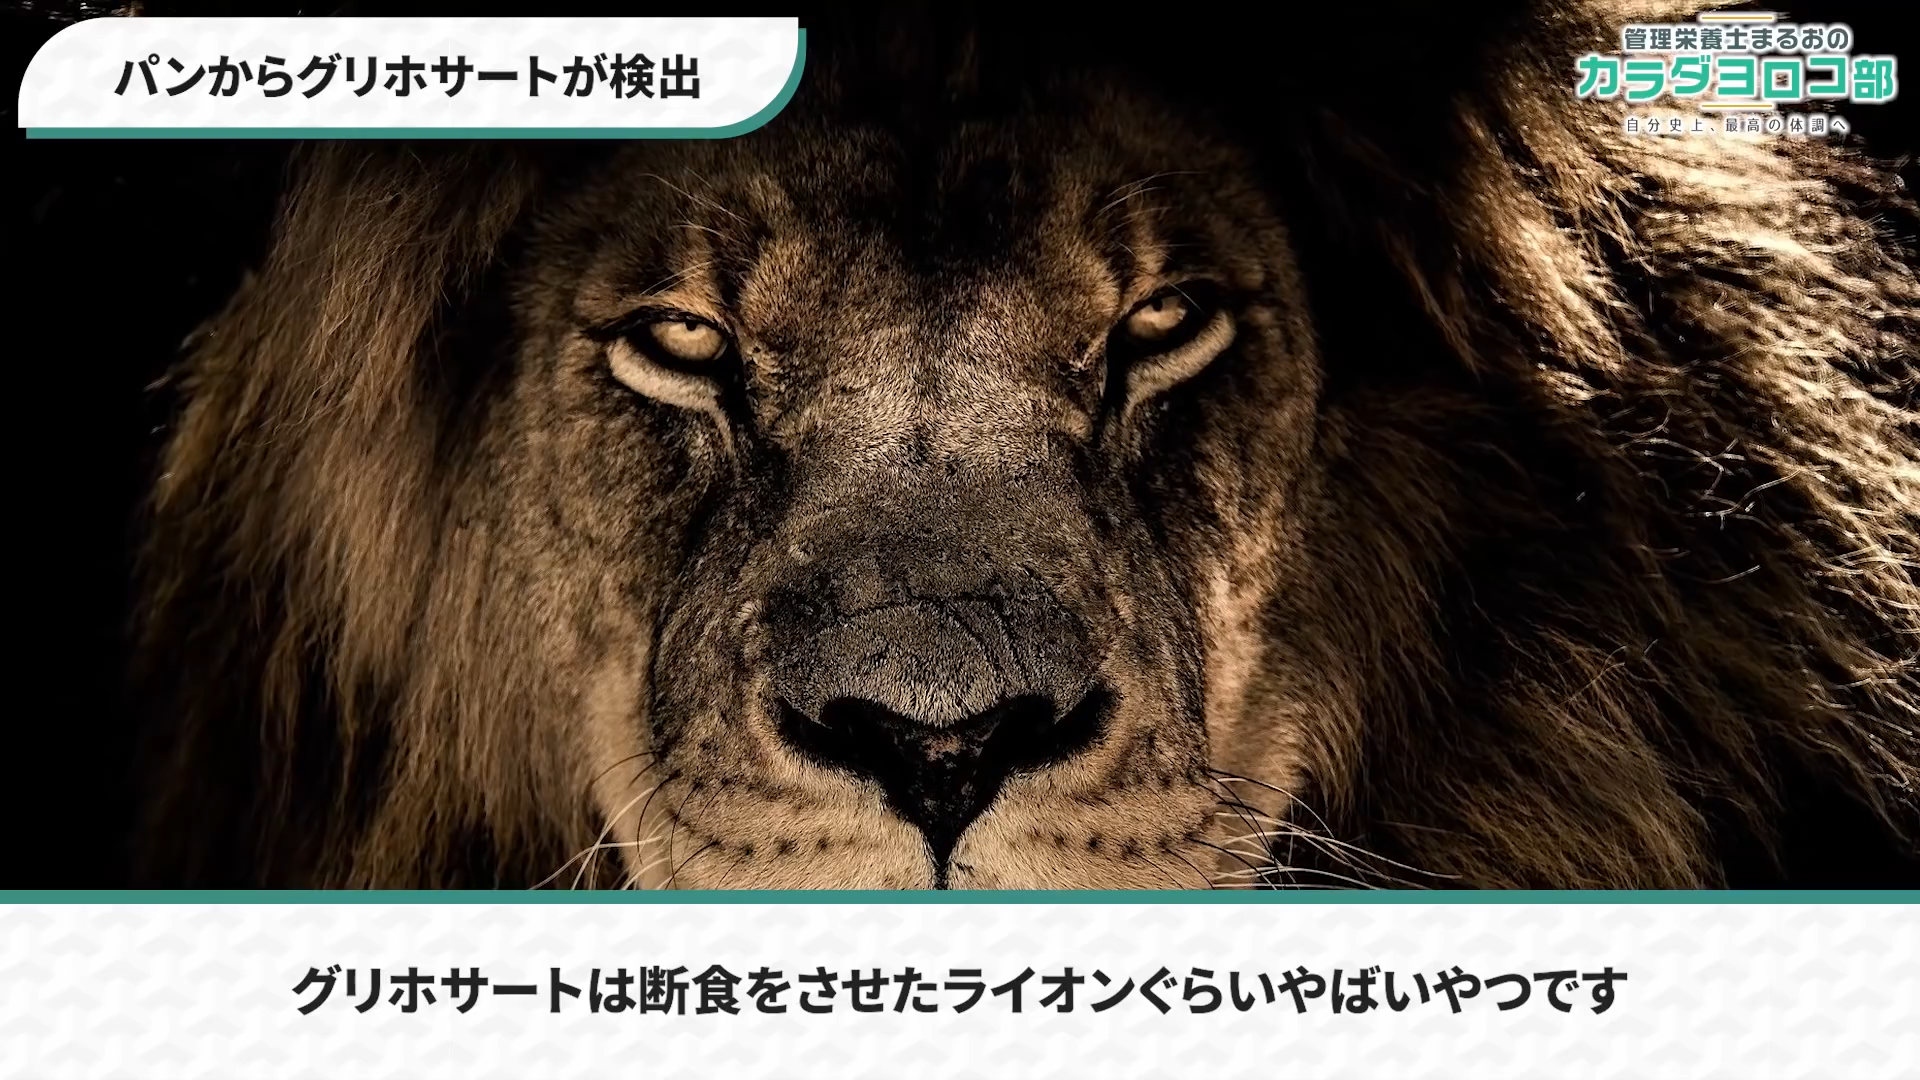 パンからグリホサートが検出
管理栄養士まるおの
カラダヨロコ部
自分史上、最高の体調へ
グリホサートは断食をさせたライオンぐらいやばいやつです